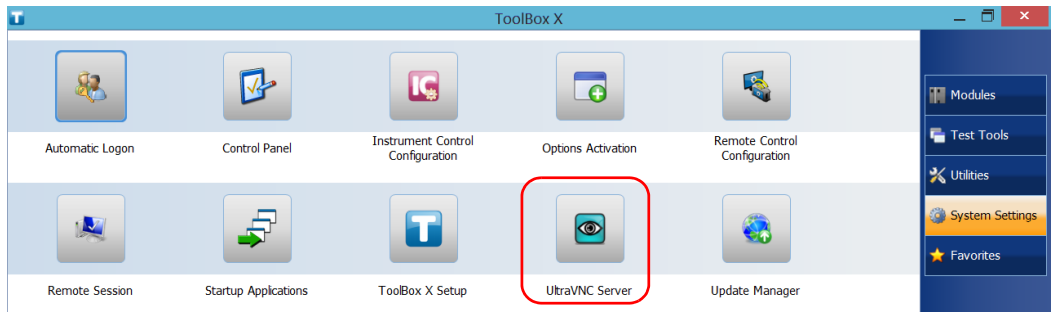 ToolBox X
Automatic Logon
Control Panel
Instrument Control
Configuration
Options Activation
Remote Control
Configuration
Remote Session
Startup Applications
ToolBox X Setup
UltraVNC Server
Update Manager
Modules
Test Tools
Utilities
System Settings
Favorites